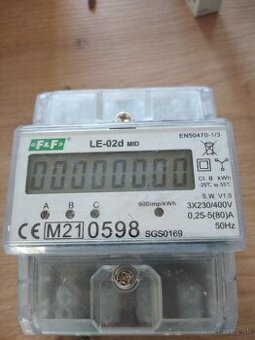 «F&F»
LE-02d MID
EN50470-1/3
00000000
Cl. B kWh
-25°C to 55°C
S.W. V1.0
A B C
800imp/kWh
3X230/400V
0,25-5(80)A
CE M21 0598 SGS0169
50Hz